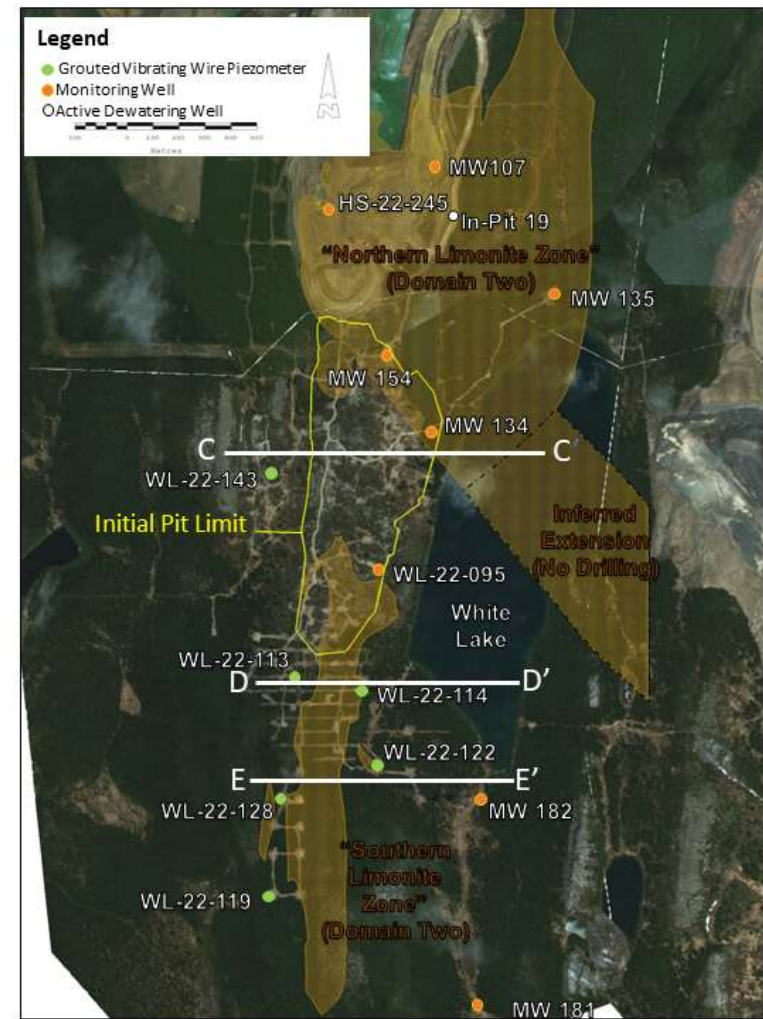 Legend
Grouted Vibrating Wire Piezometer
Monitoring Well
Active Dewatering Well
N
MW107
HS-22-245
In-Pit 19
“Northern Limonite Zone”
(Domain Two)
MW 135
MW 154
MW 134
C
C
WL-22-143
Initial Pit Limit
Inferred
Extension
(No Drilling)
WL-22-095
White
Lake
WL-22-113
D
D’
WL-22-114
WL-22-122
E
E’
WL-22-128
MW 182
“Southern
Limonite
Zone”
(Domain Two)
WL-22-119
MW 181